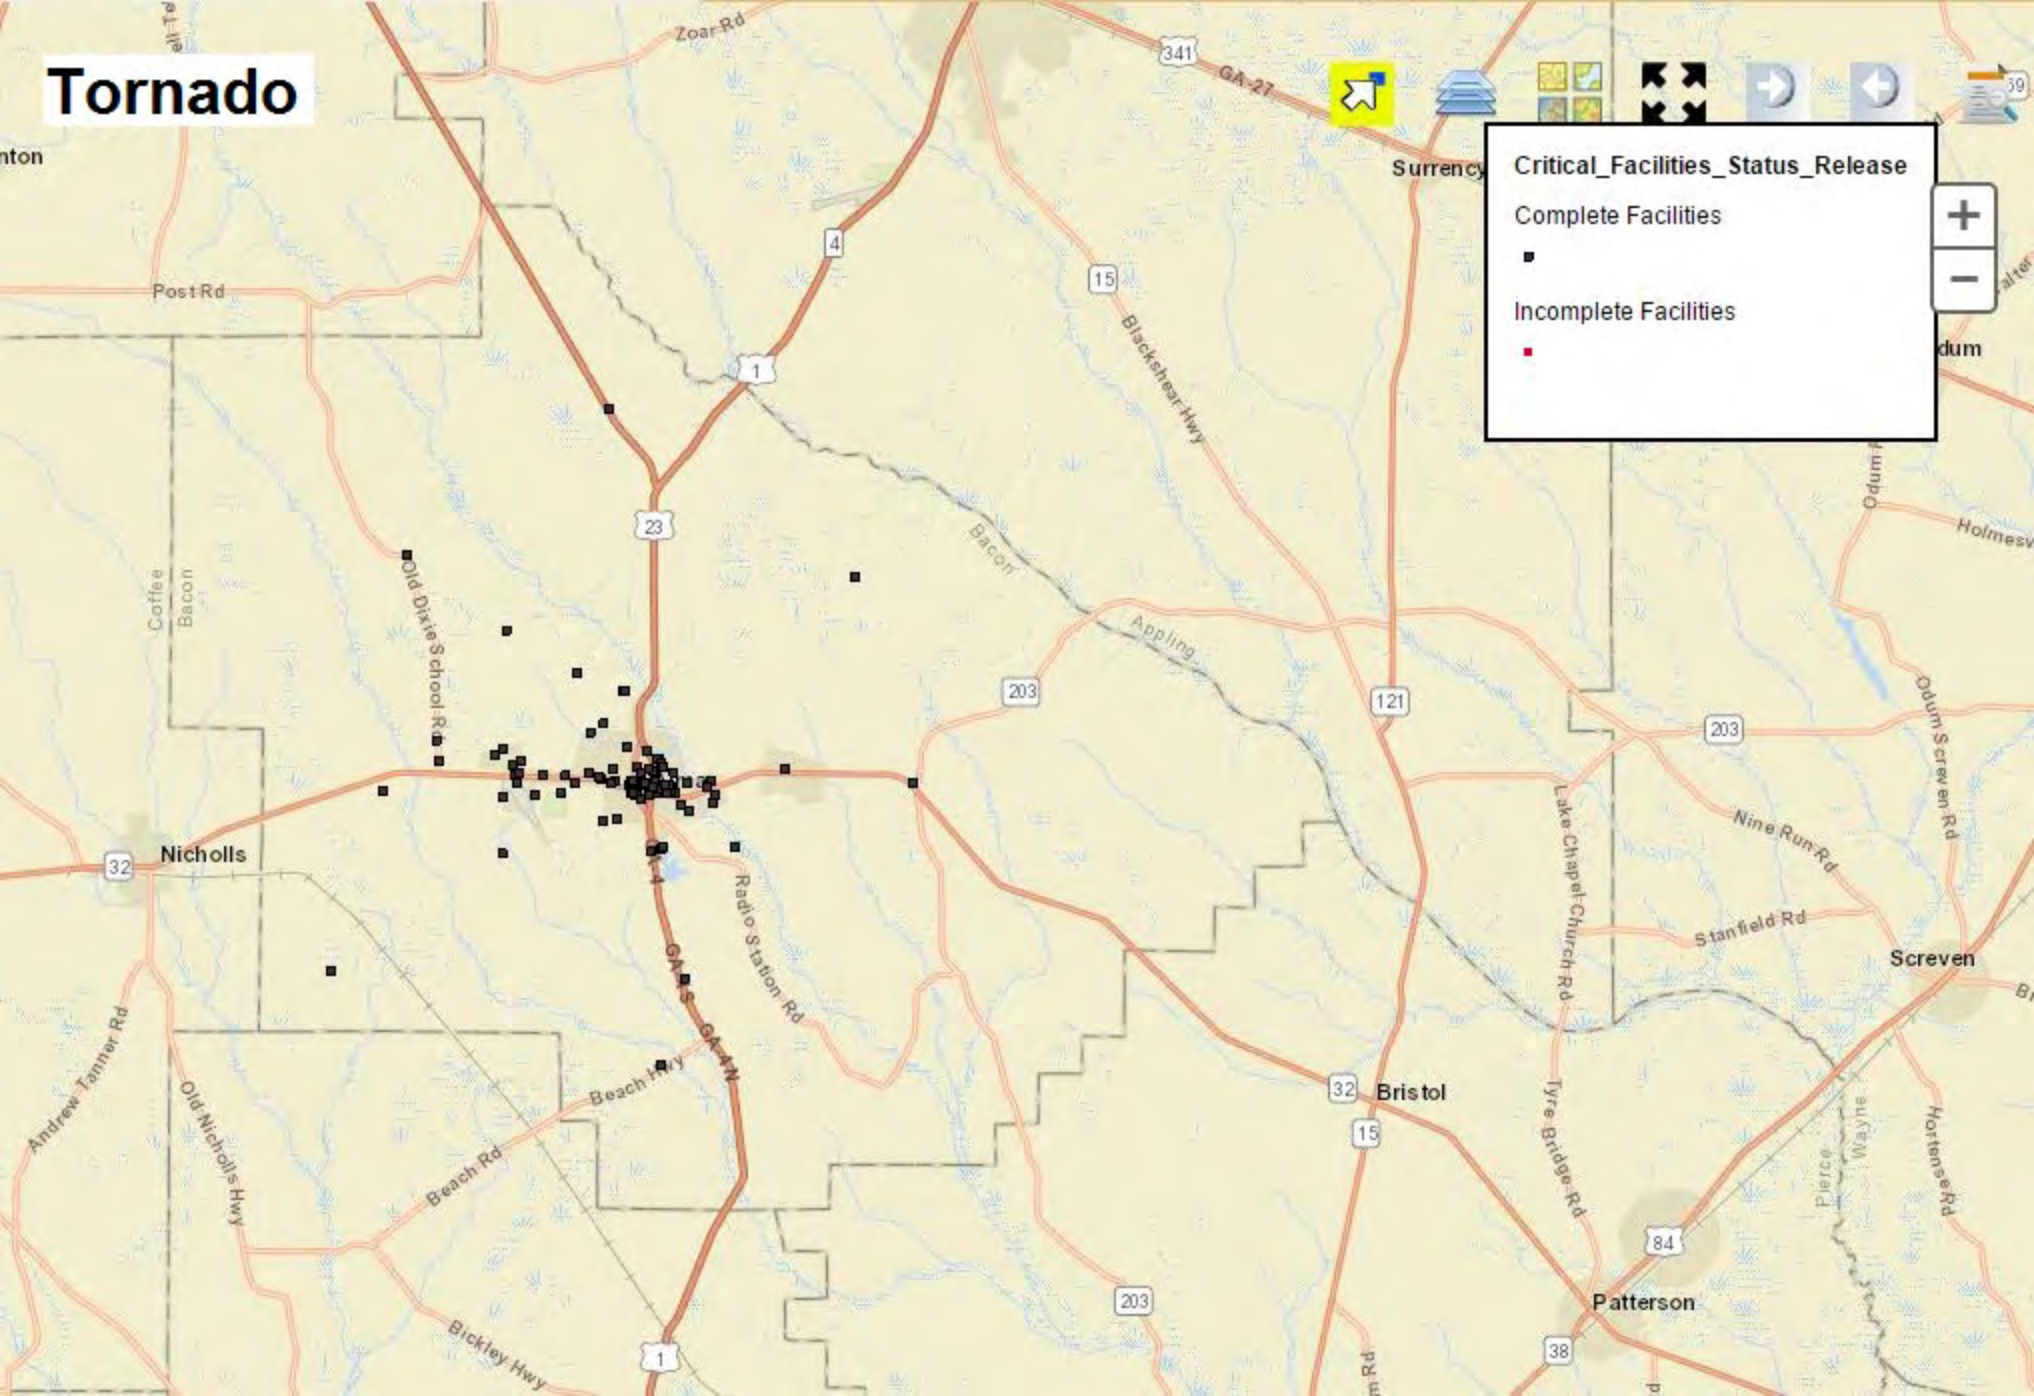 Tornado
Zoar Rd
341
GA-27
Surrency
Critical_Facilities_Status_Release
Complete Facilities
Incomplete Facilities
+
−
nton
4
15
Post Rd
Blackshear Hwy
1
dum
23
Holmesv
Bacon
Coffee
Bacon
Old Dixie School Rd
Appling
203
121
203
Odum Screven Rd
Lake Chapel Church Rd
Nine Run Rd
32
Nicholls
Radio Station Rd
Stanfield Rd
Screven
GA-4 N
Andrew Tanner Rd
Beach Hwy
32
Bristol
15
Old Nicholls Hwy
Beach Rd
Tyre Bridge Rd
Pierce
Wayne
Hortense Rd
84
203
Patterson
1
Bickley Hwy
38